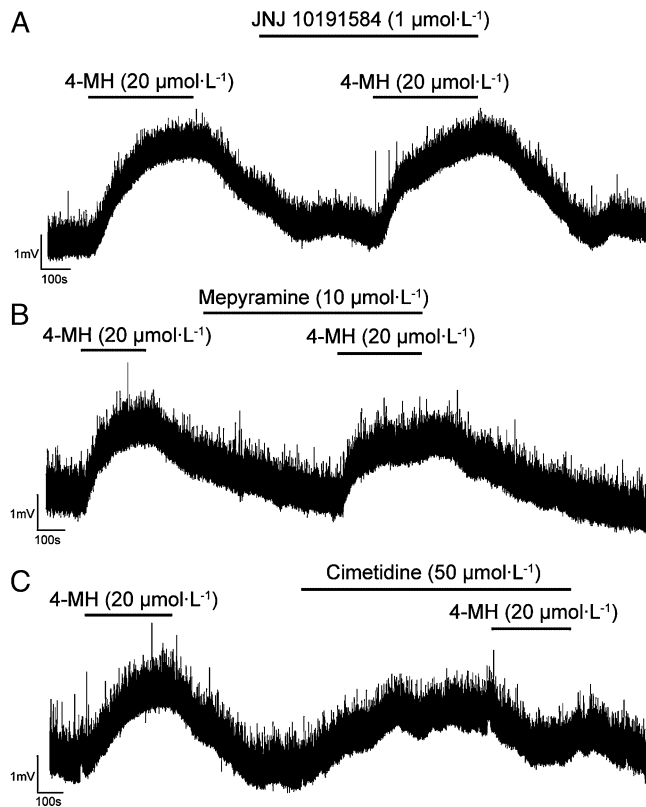 A
JNJ 10191584 (1 µmol·L⁻¹)
4-MH (20 µmol·L⁻¹) 4-MH (20 µmol·L⁻¹)
1mV
100s
B
Mepyramine (10 µmol·L⁻¹)
4-MH (20 µmol·L⁻¹) 4-MH (20 µmol·L⁻¹)
1mV
100s
C
Cimetidine (50 µmol·L⁻¹)
4-MH (20 µmol·L⁻¹)
4-MH (20 µmol·L⁻¹)
1mV
100s